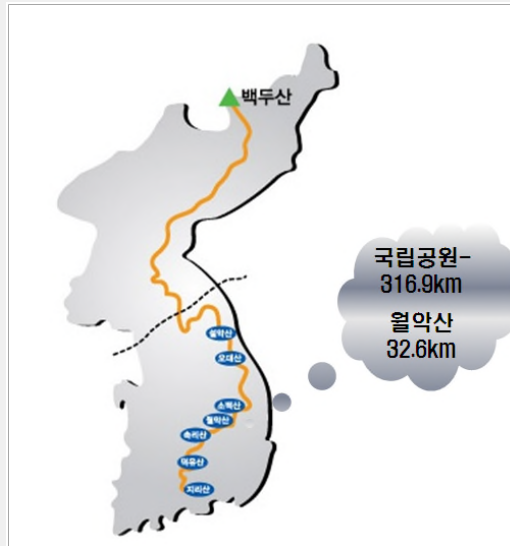 백두산
국립공원-
316.9km
월악산
32.6km
설악산
오대산
소백산
월악산
속리산
덕유산
지리산